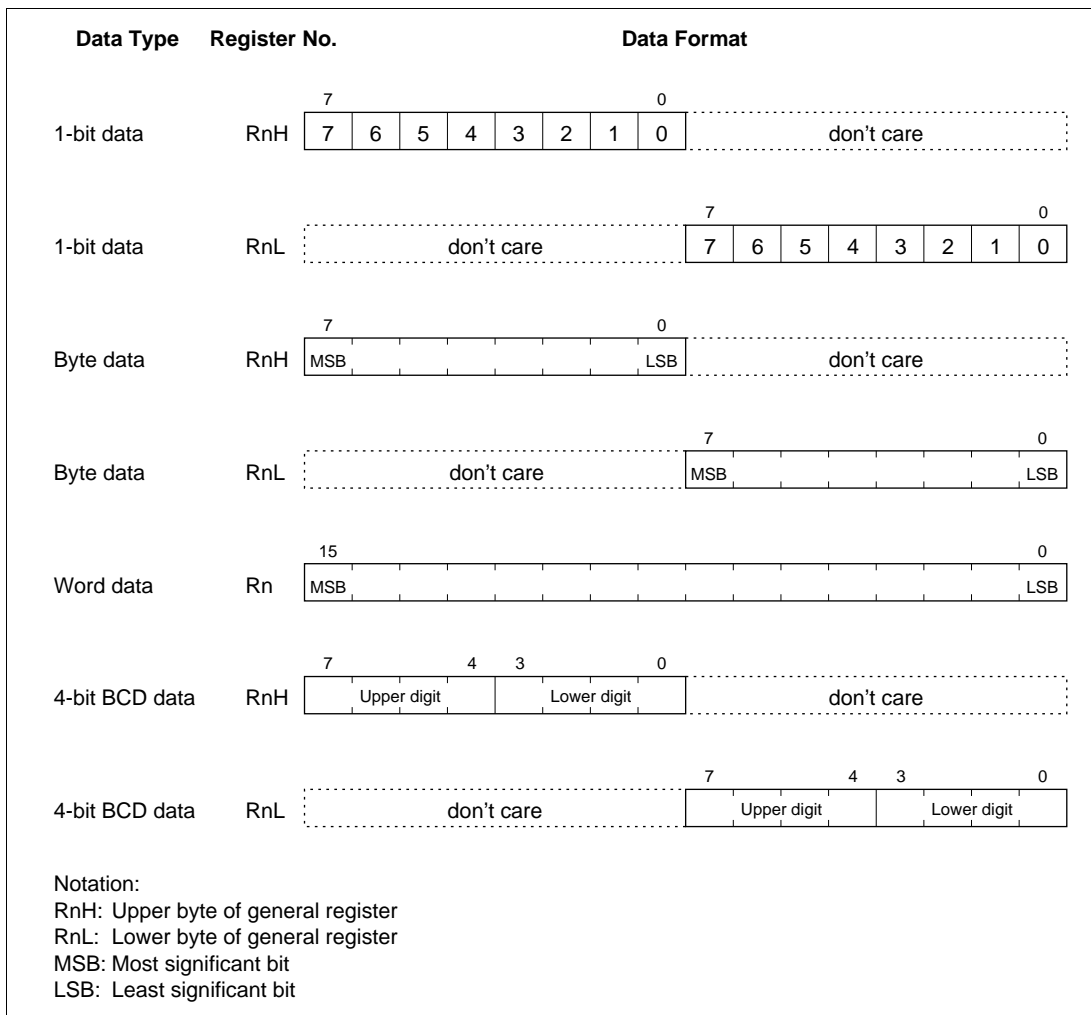 Data Type Register No. Data Format
7 0
1-bit data RnH 7 6 5 4 3 2 1 0 don't care
7 0
1-bit data RnL don't care 7 6 5 4 3 2 1 0
7 0
Byte data RnH MSB LSB don't care
7 0
Byte data RnL don't care MSB LSB
15 0
Word data Rn MSB LSB
7 4 3 0
4-bit BCD data RnH Upper digit Lower digit don't care
7 4 3 0
4-bit BCD data RnL don't care Upper digit Lower digit
Notation:
RnH: Upper byte of general register
RnL: Lower byte of general register
MSB: Most significant bit
LSB: Least significant bit